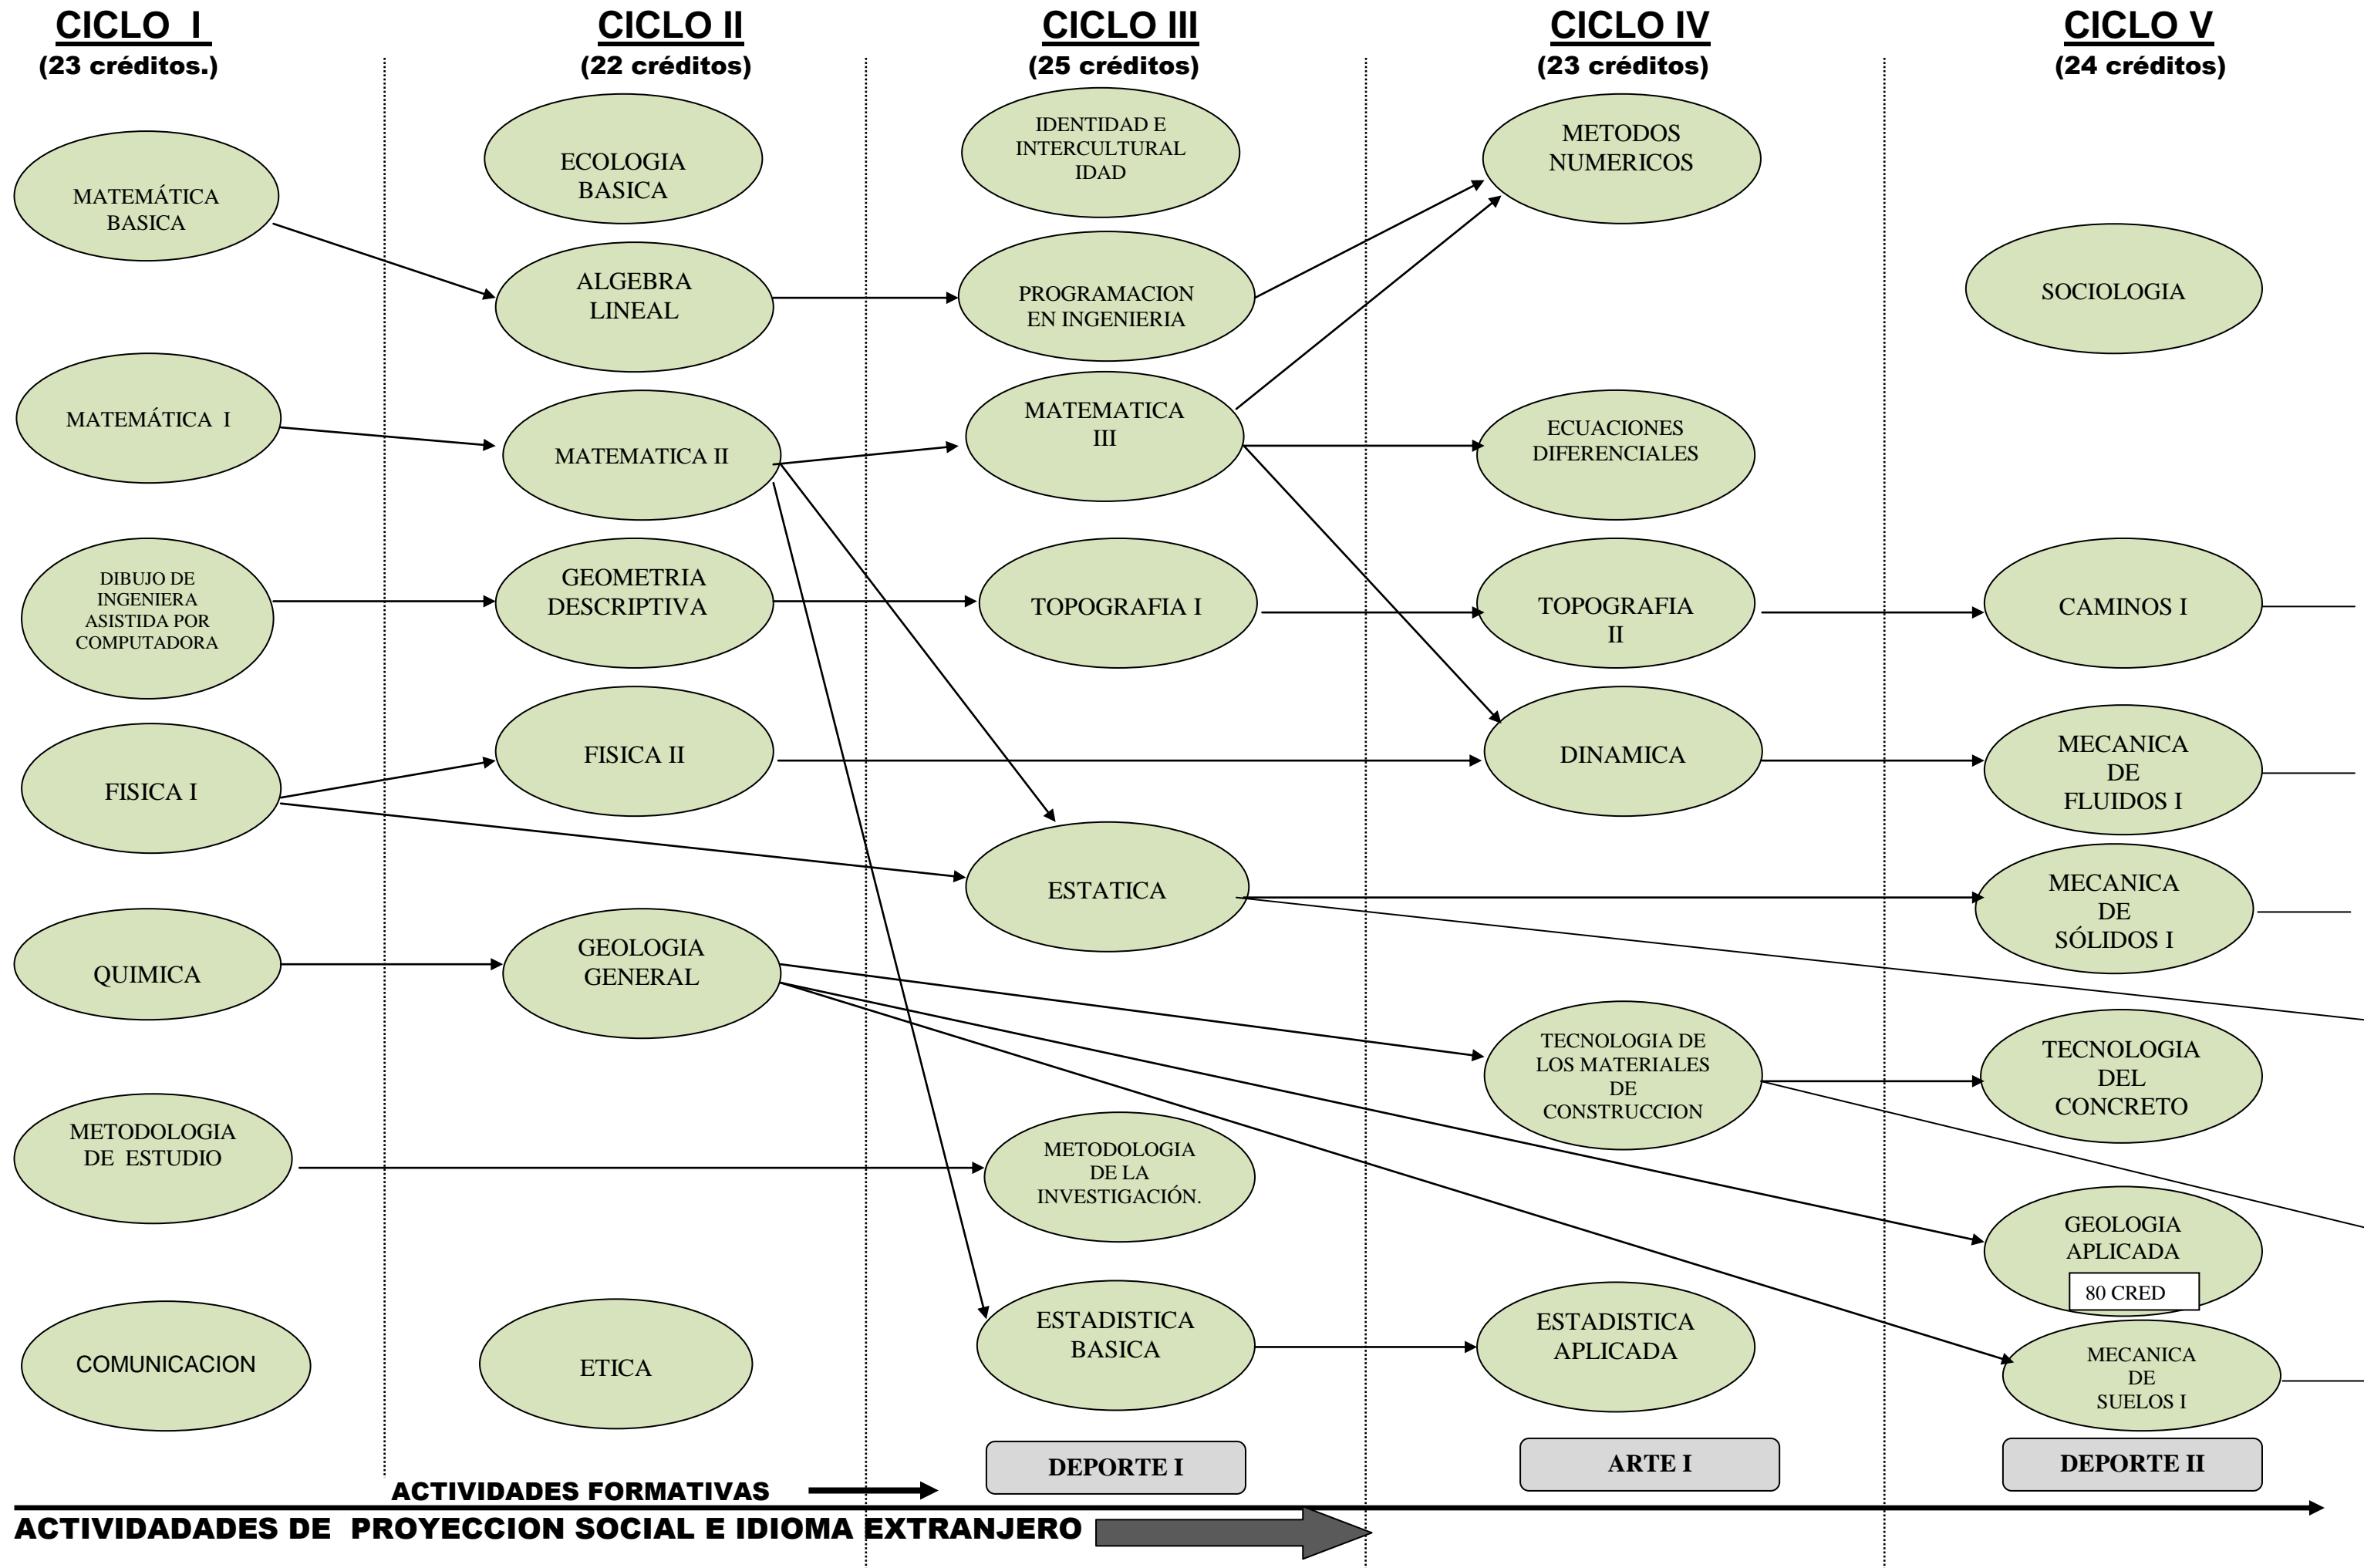 CICLO  I
(23 créditos.)
MATEMÁTICA
BASICA
MATEMÁTICA  I
DIBUJO DE
INGENIERA
ASISTIDA POR
COMPUTADORA
FISICA I
QUIMICA
METODOLOGIA
DE  ESTUDIO
COMUNICACION
CICLO II
(22 créditos)
ECOLOGIA
BASICA
ALGEBRA
LINEAL
MATEMATICA II
GEOMETRIA
DESCRIPTIVA
FISICA II
GEOLOGIA
GENERAL
ETICA
CICLO III
(25 créditos)
IDENTIDAD E
INTERCULTURAL
IDAD
PROGRAMACION
EN INGENIERIA
MATEMATICA
III
TOPOGRAFIA I
ESTATICA
METODOLOGIA
DE LA
INVESTIGACIÓN.
ESTADISTICA
BASICA
DEPORTE I
CICLO IV
(23 créditos)
METODOS
NUMERICOS
ECUACIONES
DIFERENCIALES
TOPOGRAFIA
II
DINAMICA
TECNOLOGIA DE
LOS MATERIALES
DE
CONSTRUCCION
ESTADISTICA
APLICADA
ARTE I
CICLO V
(24 créditos)
SOCIOLOGIA
CAMINOS I
MECANICA
DE
FLUIDOS I
MECANICA
DE
SÓLIDOS I
TECNOLOGIA
DEL
CONCRETO
GEOLOGIA
APLICADA
80 CRED
MECANICA
DE
SUELOS I
DEPORTE II
ACTIVIDADES FORMATIVAS
ACTIVIDADADES DE  PROYECCION SOCIAL E IDIOMA EXTRANJERO